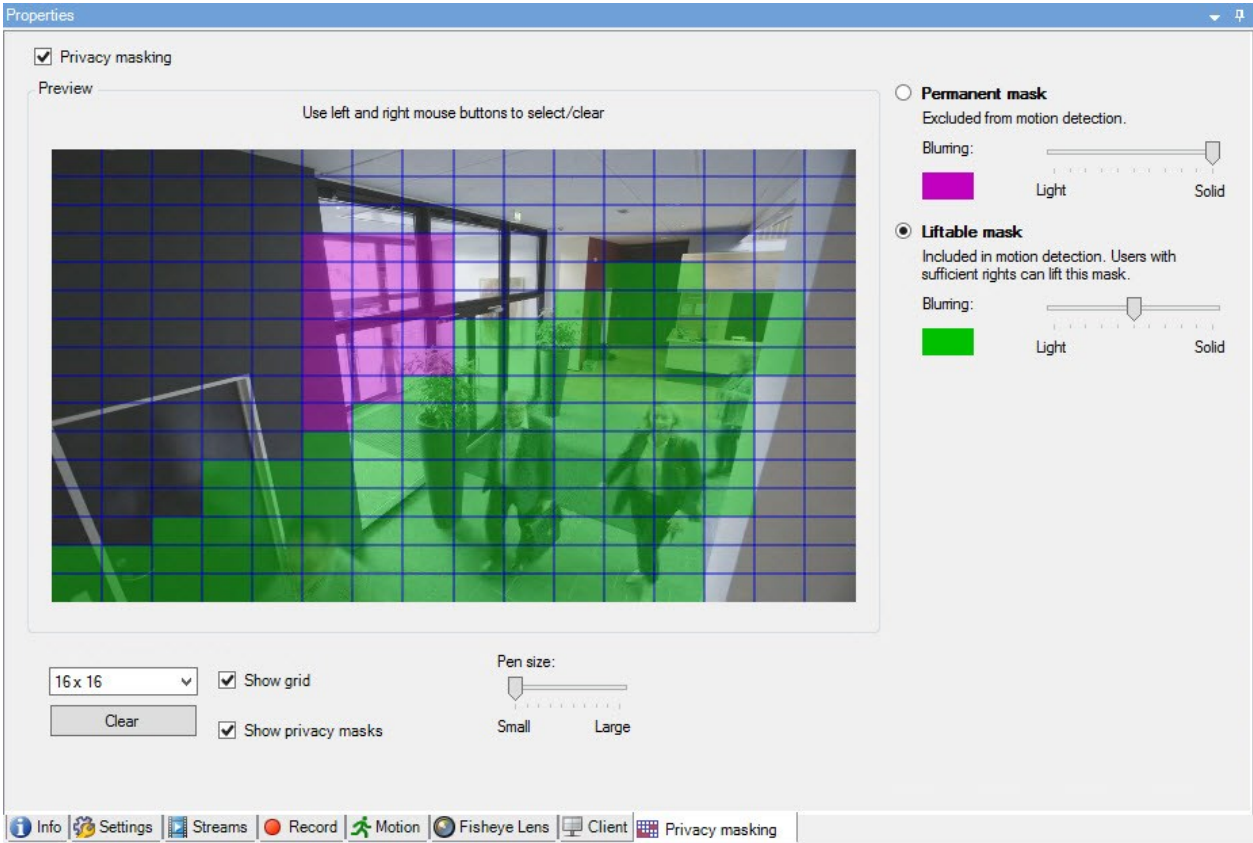 Properties
Privacy masking
Preview
Use left and right mouse buttons to select/clear
Permanent mask
Excluded from motion detection.
Blurring:
Light Solid
Liftable mask
Included in motion detection. Users with
sufficient rights can lift this mask.
Blurring:
Light Solid
16 x 16
Show grid
Clear
Show privacy masks
Pen size:
Small Large
Info Settings Streams Record Motion Fisheye Lens Client Privacy masking